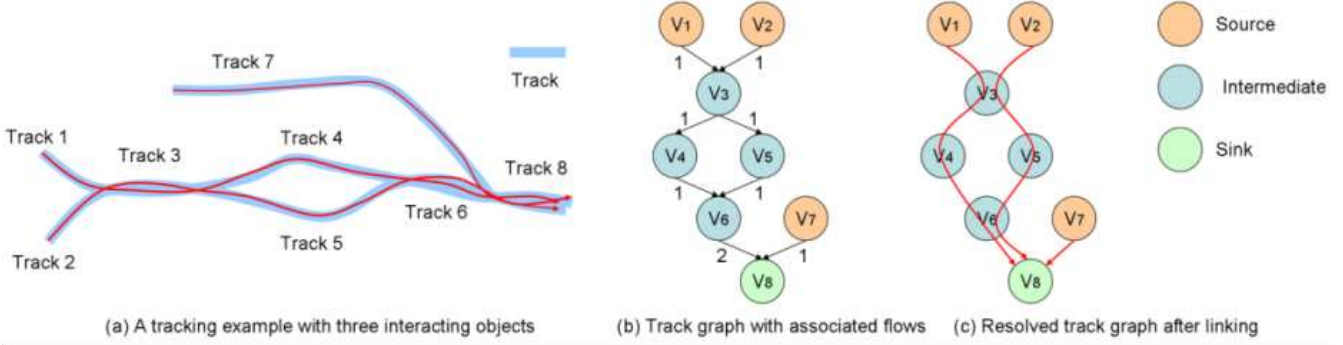 Track 7
Track
Track 1
Track 3
Track 4
Track 8
Track 6
Track 5
Track 2
(a) A tracking example with three interacting objects
V1
V2
1
1
V3
1
1
V4
V5
1
1
V6
V7
2
1
V8
(b) Track graph with associated flows
V1
V2
V3
V4
V5
V6
V7
V8
(c) Resolved track graph after linking
Source
Intermediate
Sink